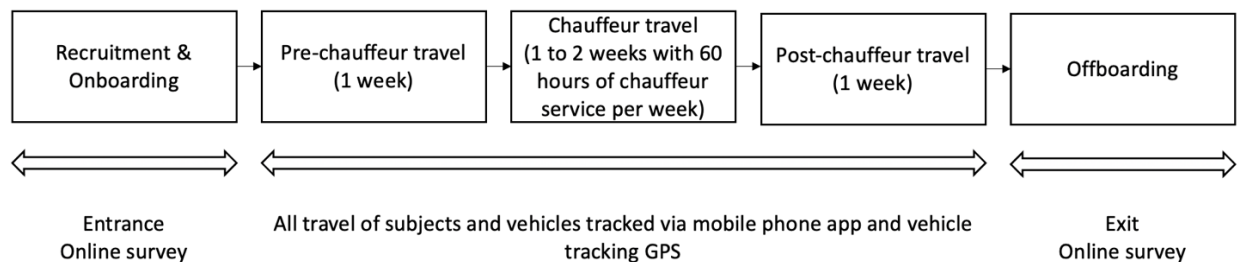 Recruitment &
Onboarding
Pre-chauffeur travel
(1 week)
Chauffeur travel
(1 to 2 weeks with 60
hours of chauffeur
service per week)
Post-chauffeur travel
(1 week)
Offboarding
Entrance
Online survey
All travel of subjects and vehicles tracked via mobile phone app and vehicle
tracking GPS
Exit
Online survey